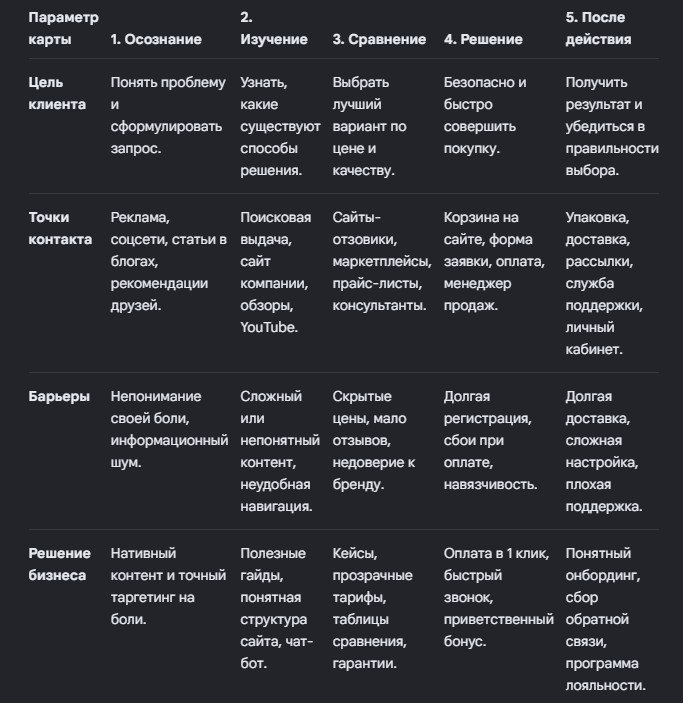 Параметр карты
1. Осознание
2. Изучение
3. Сравнение
4. Решение
5. После действия
Цель клиента
Понять проблему
и
сформулировать
запрос.
Узнать,
какие
существуют
способы
решения.
Выбрать
лучший
вариант по
цене и
качеству.
Безопасно и
быстро
совершить
покупку.
Получить
результат и
убедиться в
правильности
выбора.
Точки
контакта
Реклама,
соцсети, статьи в
блогах,
рекомендации
друзей.
Поисковая
выдача,
сайт
компании,
обзоры,
YouTube.
Сайты-
отзовики,
маркетплейсы,
прайс-листы,
консультанты.
Корзина на
сайте, форма
заявки, оплата,
менеджер
продаж.
Упаковка,
доставка,
рассылки,
служба
поддержки,
личный
кабинет.
Барьеры
Непонимание
своей боли,
информационный
шум.
Сложный
или
непонятный
контент,
неудобная
навигация.
Скрытые
цены, мало
отзывов,
недоверие к
бренду.
Долгая
регистрация,
сбои при
оплате,
навязчивость.
Долгая
доставка,
сложная
настройка,
плохая
поддержка.
Решение
бизнеса
Нативный
контент и точный
таргетинг на
боли.
Полезные
гайды,
понятная
структура
сайта, чат-
бот.
Кейсы,
прозрачные
тарифы,
таблицы
сравнения,
гарантии.
Оплата в 1 клик,
быстрый
звонок,
приветственный
бонус.
Понятный
онбординг,
сбор
обратной
связи,
программа
лояльности.